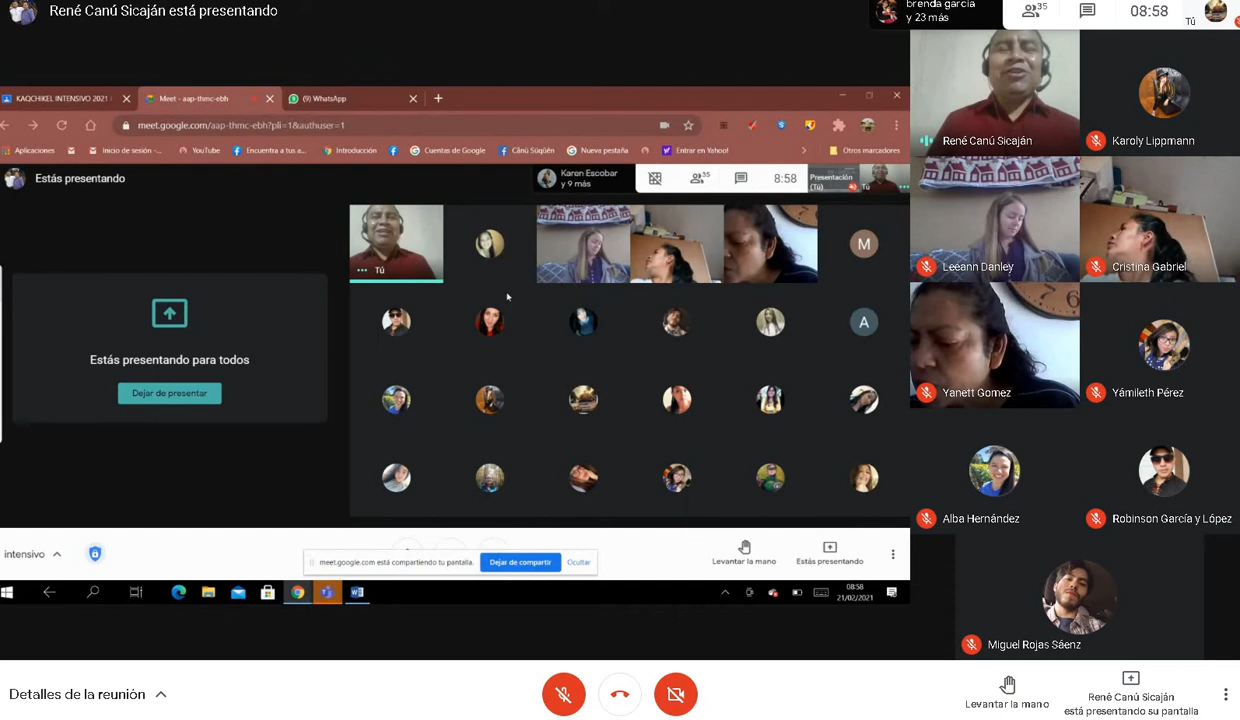 René Canú Sicaján está presentando
brenda garcía
y 23 más
35
08:58
Tú
KAQCHIKEL INTENSIVO 2021
Meet - aap-thmc-ebh
(9) WhatsApp
meet.google.com/aap-thmc-ebh?pli=1&authuser=1
Aplicaciones
Inicio de sesión -...
YouTube
Encuentra a tus a...
Introducción
Cuentas de Google
Cånü Süqüën
Nueva pestaña
Entrar en Yahoo!
Otros marcadores
Estás presentando
Karen Escobar
y 9 más
35
8:58
Presentación
(Tú)
Tú
Tú
M
Estás presentando para todos
Dejar de presentar
A
René Canú Sicaján
Karoly Lippmann
Leeann Danley
Cristina Gabriel
Yanett Gomez
Yámileth Pérez
Alba Hernández
Robinson García y López
Miguel Rojas Sáenz
intensivo
meet.google.com está compartiendo tu pantalla.
Dejar de compartir
Ocultar
Levantar la mano
Estás presentando
08:58
21/02/2021
Detalles de la reunión
Levantar la mano
René Canú Sicaján
está presentando su pantalla